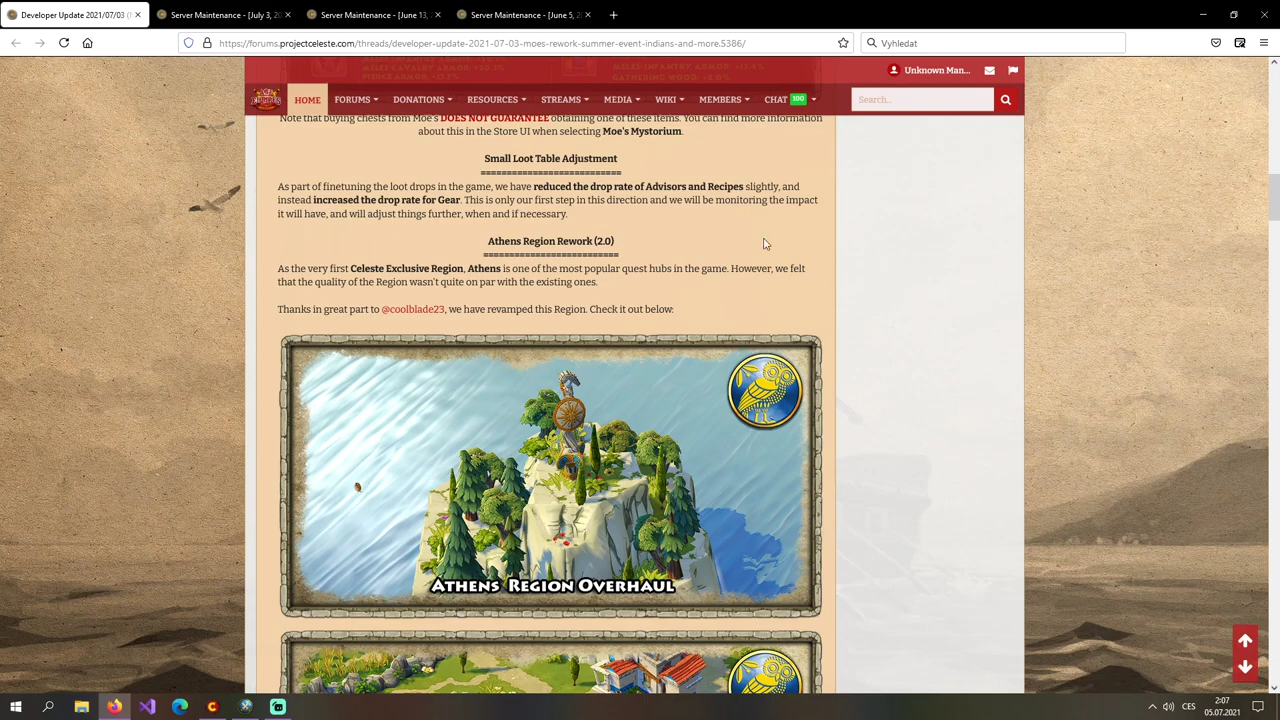 Developer Update 2021/07/03 (
Server Maintenance - [July 3, 20
Server Maintenance - [June 13,
Server Maintenance - [June 5, 20
https://forums.projectceleste.com/threads/developer-update-2021-07-03-moes-rework-summer-event-indians-and-more.5386/
Vyhledat
PIERCE ARMOR: +13.7%
Unknown Man...
HOME
FORUMS
DONATIONS
RESOURCES
STREAMS
MEDIA
WIKI
MEMBERS
CHAT 100
Search...
Note that buying chests from Moe's DOES NOT GUARANTEE obtaining one of these items. You can find more information
about this in the Store UI when selecting Moe's Mystorium.
Small Loot Table Adjustment
===========================
As part of finetuning the loot drops in the game, we have reduced the drop rate of Advisors and Recipes slightly, and
instead increased the drop rate for Gear. This is only our first step in this direction and we will be monitoring the impact
it will have, and will adjust things further, when and if necessary.
Athens Region Rework (2.0)
==========================
As the very first Celeste Exclusive Region, Athens is one of the most popular quest hubs in the game. However, we felt
that the quality of the Region wasn't quite on par with the existing ones.
Thanks in great part to @coolblade23, we have revamped this Region. Check it out below:
ATHENS REGION OVERHAUL
CES
2:07
05.07.2021